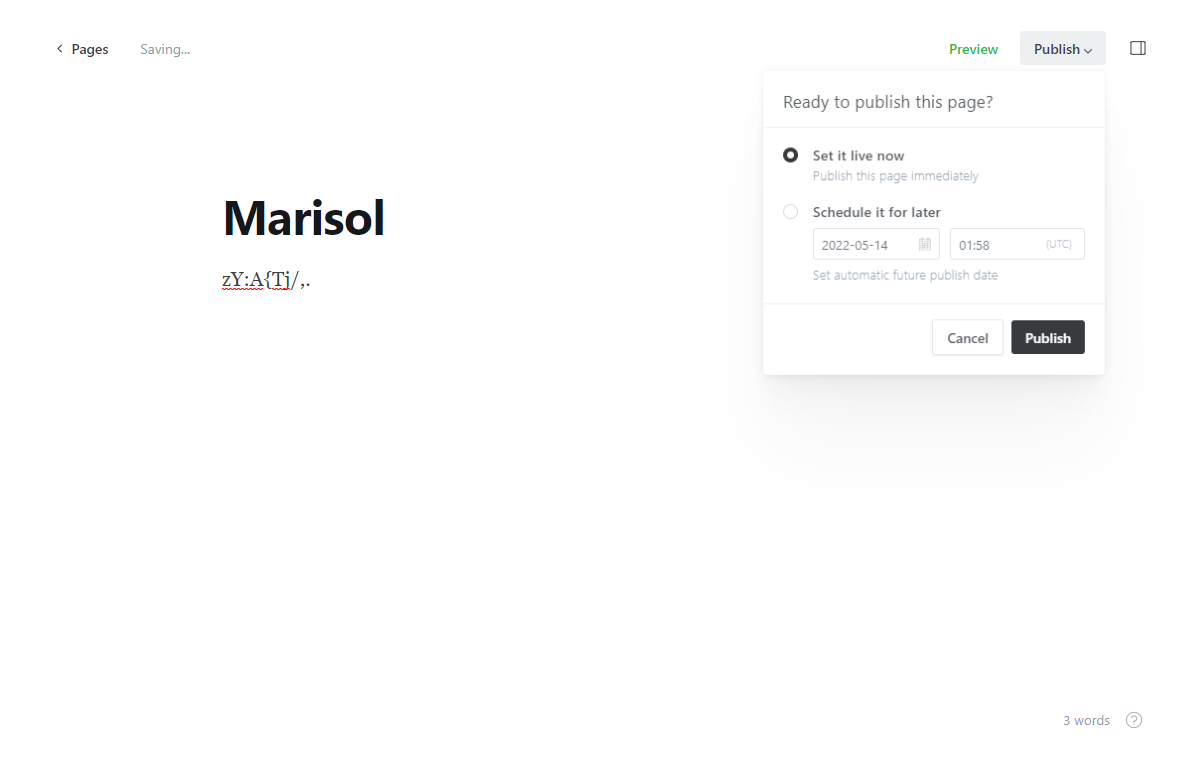 Pages
Saving...
Preview
Publish
Ready to publish this page?
Set it live now
Publish this page immediately
Schedule it for later
2022-05-14
01:58
(UTC)
Set automatic future publish date
Cancel
Publish
Marisol
zY:A{Tj/,.
3 words
?